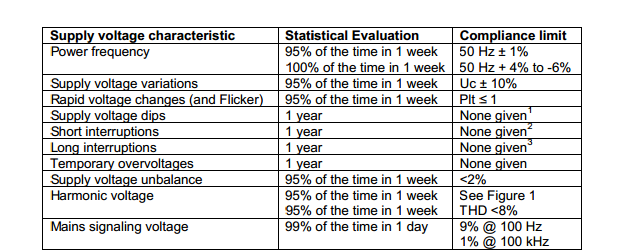 Supply voltage characteristic Statistical Evaluation Compliance limit
Power frequency 95% of the time in 1 week 50 Hz ± 1%
100% of the time in 1 week 50 Hz + 4% to -6%
Supply voltage variations 95% of the time in 1 week Uc ± 10%
Rapid voltage changes (and Flicker) 95% of the time in 1 week Plt ≤ 1
Supply voltage dips 1 year None given¹
Short interruptions 1 year None given²
Long interruptions 1 year None given³
Temporary overvoltages 1 year None given
Supply voltage unbalance 95% of the time in 1 week <2%
Harmonic voltage 95% of the time in 1 week See Figure 1
95% of the time in 1 week THD <8%
Mains signaling voltage 99% of the time in 1 day 9% @ 100 Hz
1% @ 100 kHz